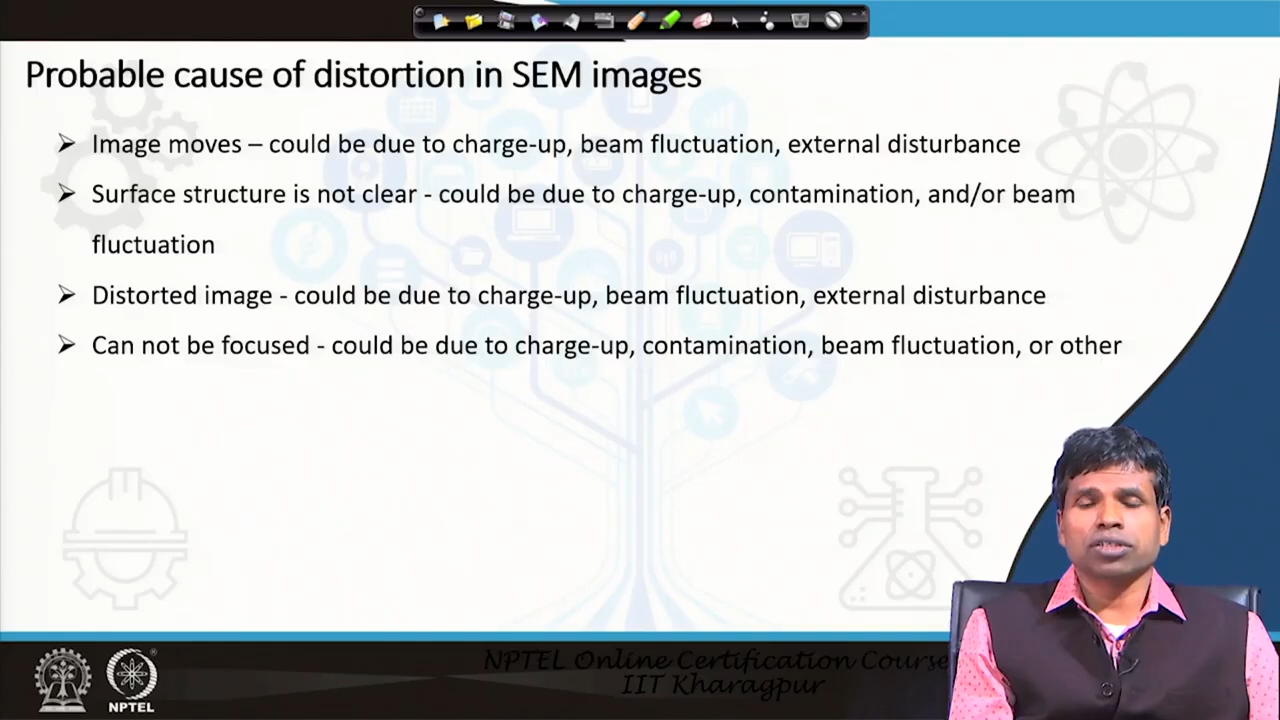 Probable cause of distortion in SEM images
➢ Image moves – could be due to charge-up, beam fluctuation, external disturbance
➢ Surface structure is not clear - could be due to charge-up, contamination, and/or beam
fluctuation
➢ Distorted image - could be due to charge-up, beam fluctuation, external disturbance
➢ Can not be focused - could be due to charge-up, contamination, beam fluctuation, or other
NPTEL Online Certification Course
IIT Kharagpur
NPTEL